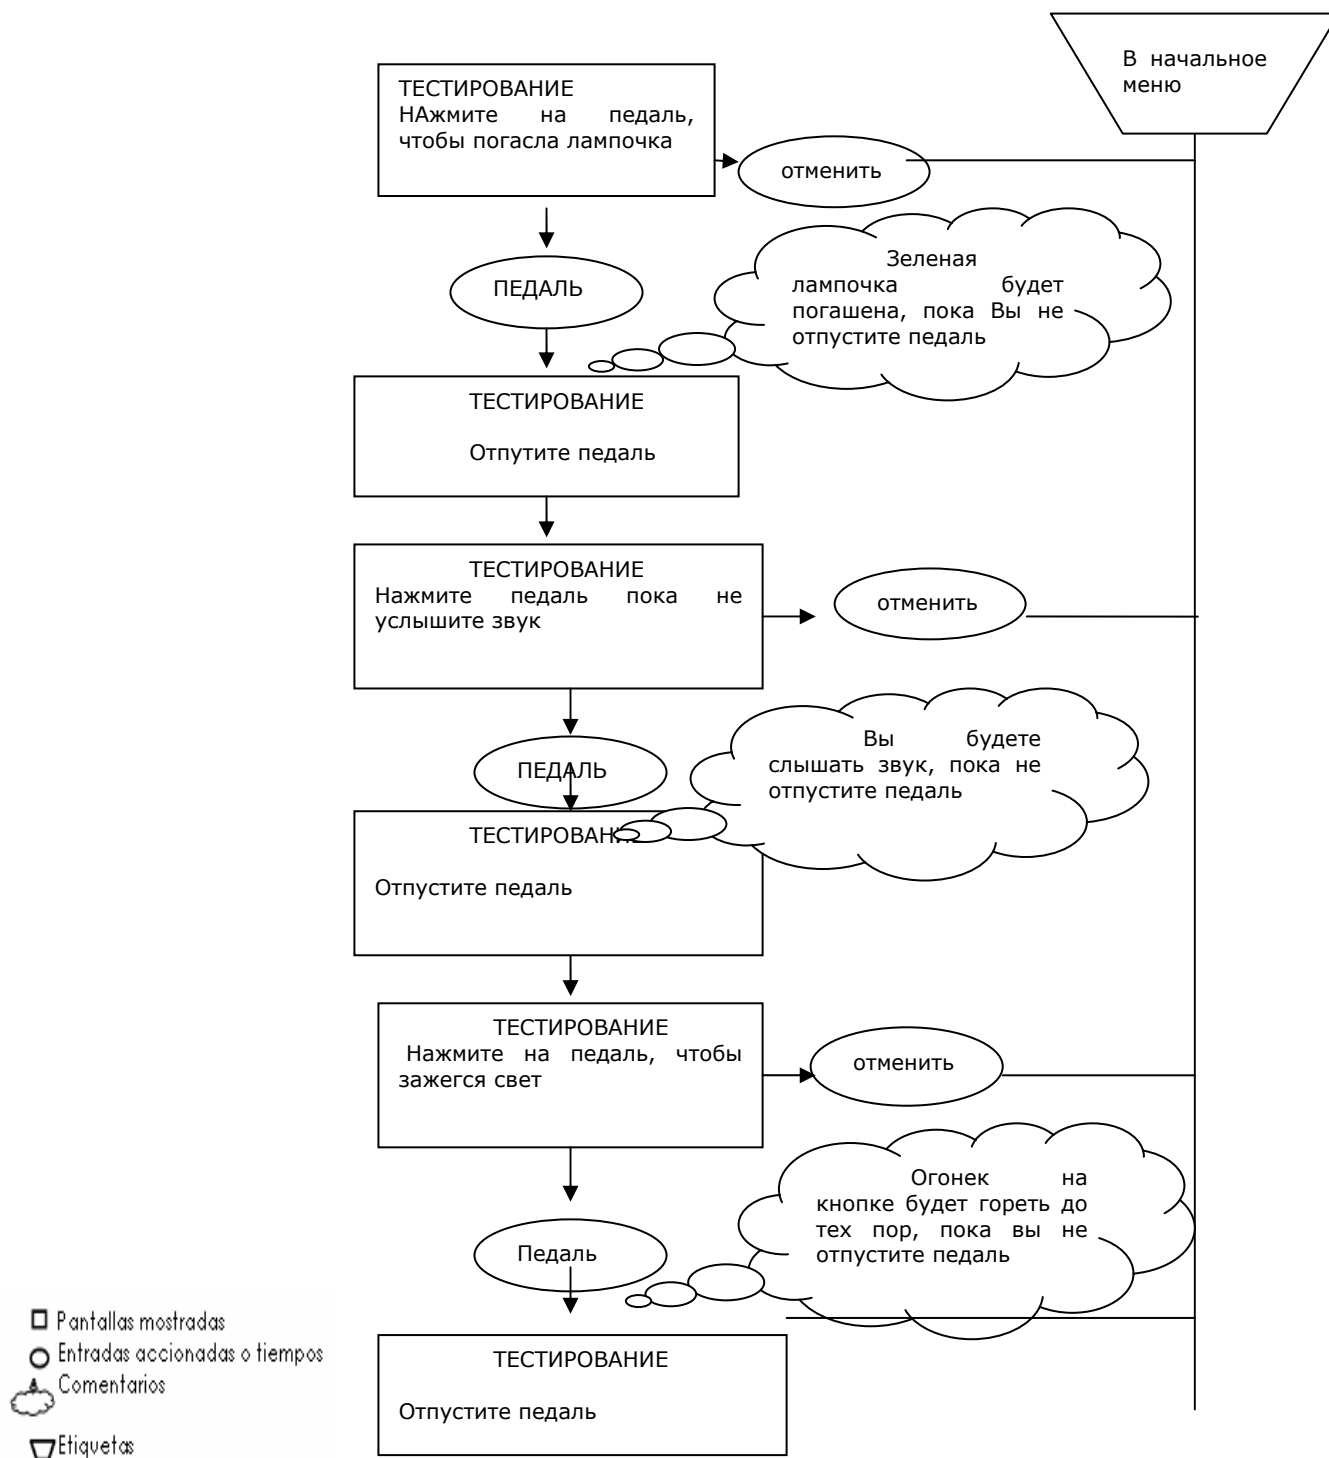 В начальное
меню
ТЕСТИРОВАНИЕ
НАжмите на педаль,
чтобы погасла лампочка
отменить
ПЕДАЛЬ
Зеленая
лампочка будет
погашена, пока Вы не
отпустите педаль
ТЕСТИРОВАНИЕ
Отпутите педаль
ТЕСТИРОВАНИЕ
Нажмите педаль пока не
услышите звук
отменить
ПЕДАЛЬ
Вы будете
слышать звук, пока не
отпустите педаль
ТЕСТИРОВАНИЕ
Отпустите педаль
ТЕСТИРОВАНИЕ
Нажмите на педаль, чтобы
зажегся свет
отменить
Огонек на
кнопке будет гореть до
тех пор, пока вы не
отпустите педаль
Педаль
ТЕСТИРОВАНИЕ
Отпустите педаль
Pantallas mostradas
Entradas accionadas o tiempos
Comentarios
Etiquetas